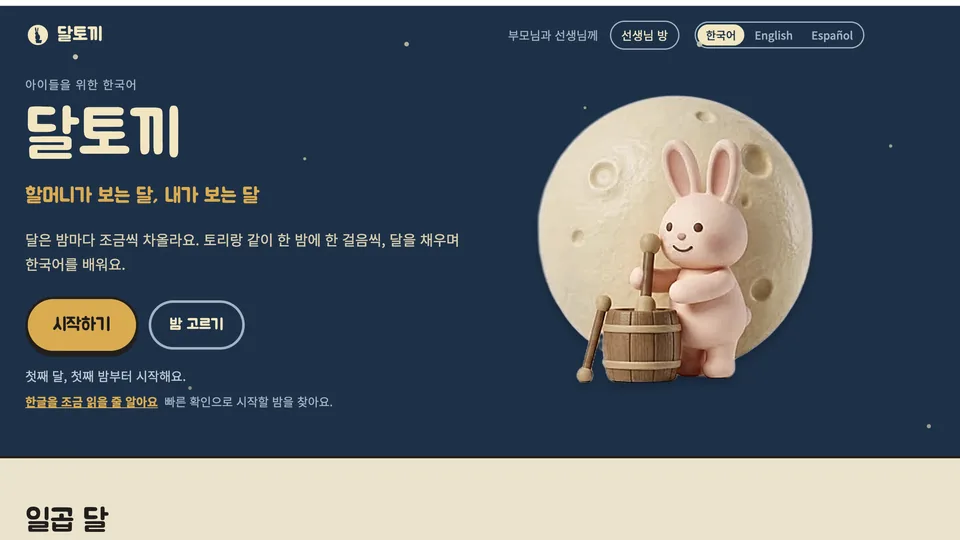 달토끼
부모님과 선생님께
선생님 방
한국어
English
Español
아이들을 위한 한국어
달토끼
할머니가 보는 달, 내가 보는 달
달은 밤마다 조금씩 차올라요. 토리랑 같이 한 밤에 한 걸음씩, 달을 채우며
한국어를 배워요.
시작하기
밤 고르기
첫째 달, 첫째 밤부터 시작해요.
한글을 조금 읽을 줄 알아요 빠른 확인으로 시작할 밤을 찾아요.
일곱 달